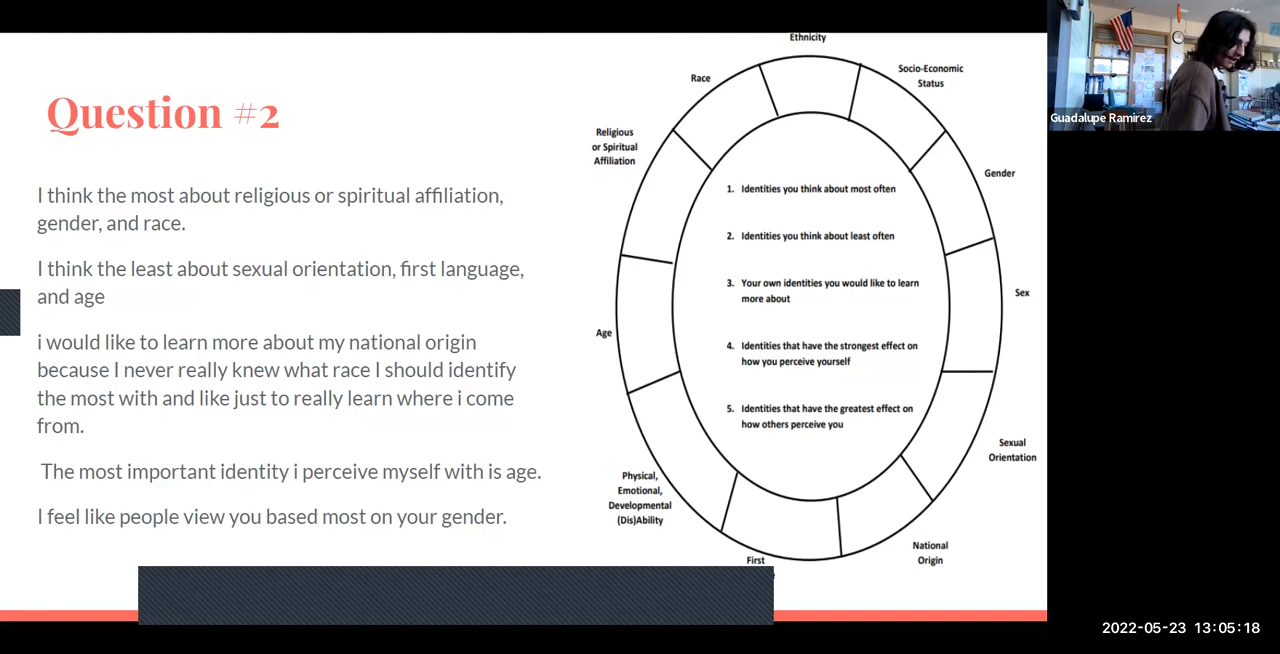 Question #2
I think the most about religious or spiritual affiliation,
gender, and race.
I think the least about sexual orientation, first language,
and age
i would like to learn more about my national origin
because I never really knew what race I should identify
the most with and like just to really learn where i come
from.
The most important identity i perceive myself with is age.
I feel like people view you based most on your gender.
Ethnicity
Socio-Economic
Status
Gender
Sex
Sexual
Orientation
National
Origin
First
Physical,
Emotional,
Developmental
(Dis)Ability
Age
Religious
or Spiritual
Affiliation
Race
1. Identities you think about most often
2. Identities you think about least often
3. Your own identities you would like to learn
more about
4. Identities that have the strongest effect on
how you perceive yourself
5. Identities that have the greatest effect on
how others perceive you
Guadalupe Ramirez
2022-05-23 13:05:18